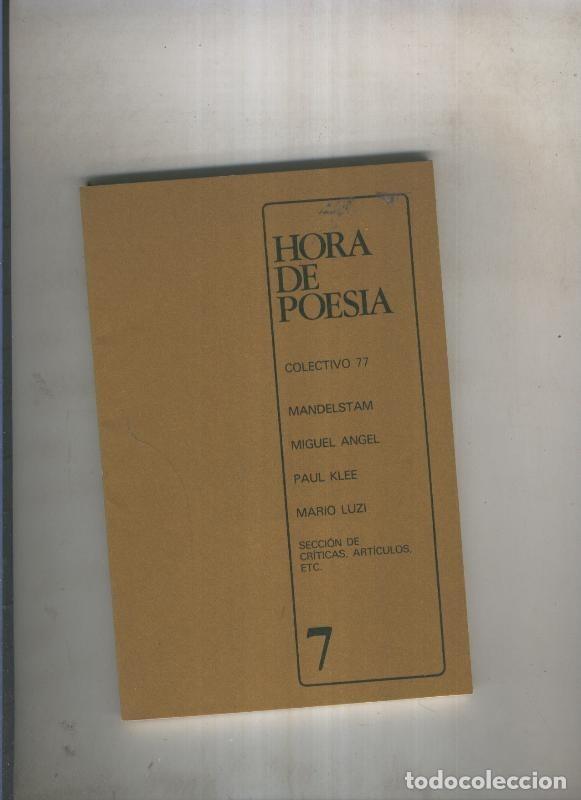 HORA
DE
POESIA
COLECTIVO 77
MANDELSTAM
MIGUEL ANGEL
PAUL KLEE
MARIO LUZI
SECCIÓN DE
CRÍTICAS, ARTÍCULOS,
ETC.
7
todocoleccion.net